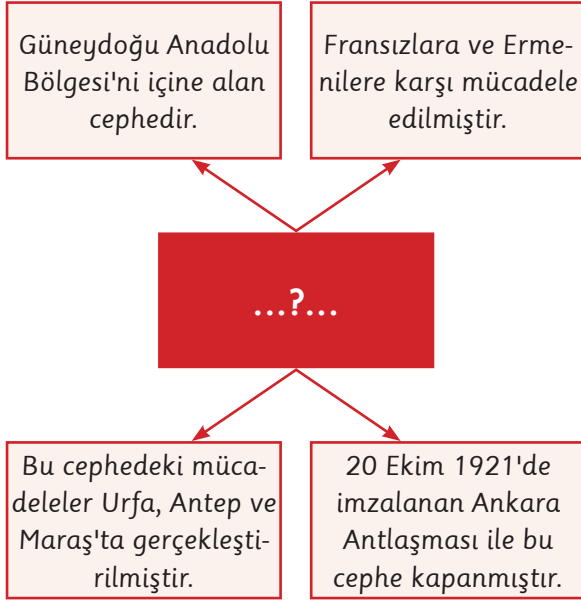 Güneydoğu Anadolu
Bölgesi'ni içine alan
cephedir.
Fransızlara ve Erme-
nilere karşı mücadele
edilmiştir.
...?...
Bu cephedeki müca-
deleler Urfa, Antep ve
Maraş'ta gerçekleşti-
rilmiştir.
20 Ekim 1921'de
imzalanan Ankara
Antlaşması ile bu
cephe kapanmıştır.